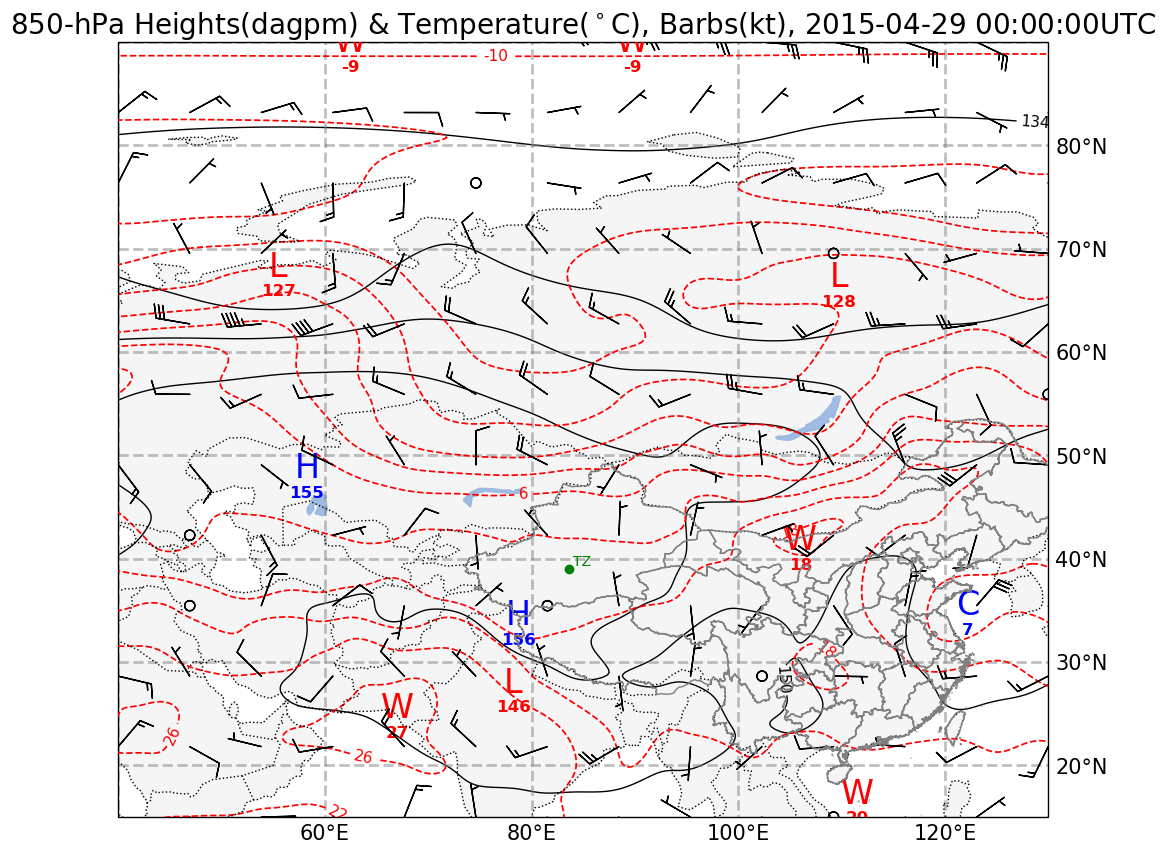 850-hPa Heights(dagpm) & Temperature(°C), Barbs(kt), 2015-04-29 00:00:00UTC
-10
-9
-9
134
80°N
70°N
L
127
L
128
60°N
50°N
H
155
6
W
18
40°N
TZ
H
156
C
7
30°N
L
146
150
W
27
26
26
20°N
W
22
60°E
80°E
100°E
120°E